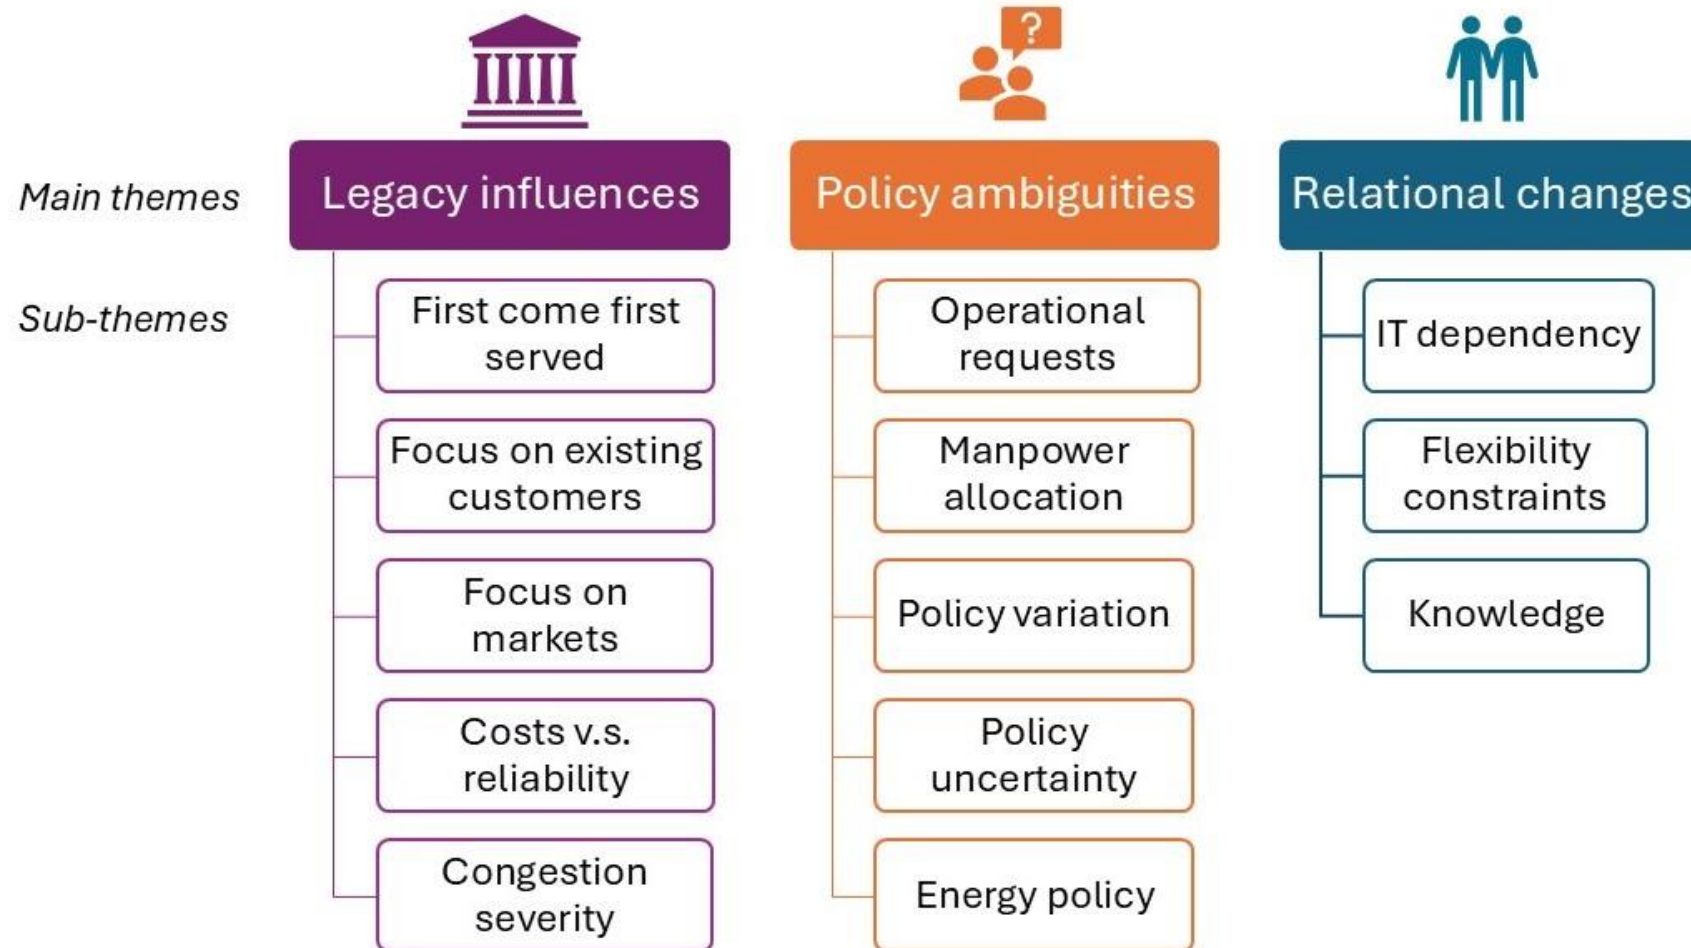 ?
Main themes
Legacy influences
Policy ambiguities
Relational changes
Sub-themes
First come first
served
Focus on existing
customers
Focus on
markets
Costs v.s.
reliability
Congestion
severity
Operational
requests
Manpower
allocation
Policy variation
Policy
uncertainty
Energy policy
IT dependency
Flexibility
constraints
Knowledge